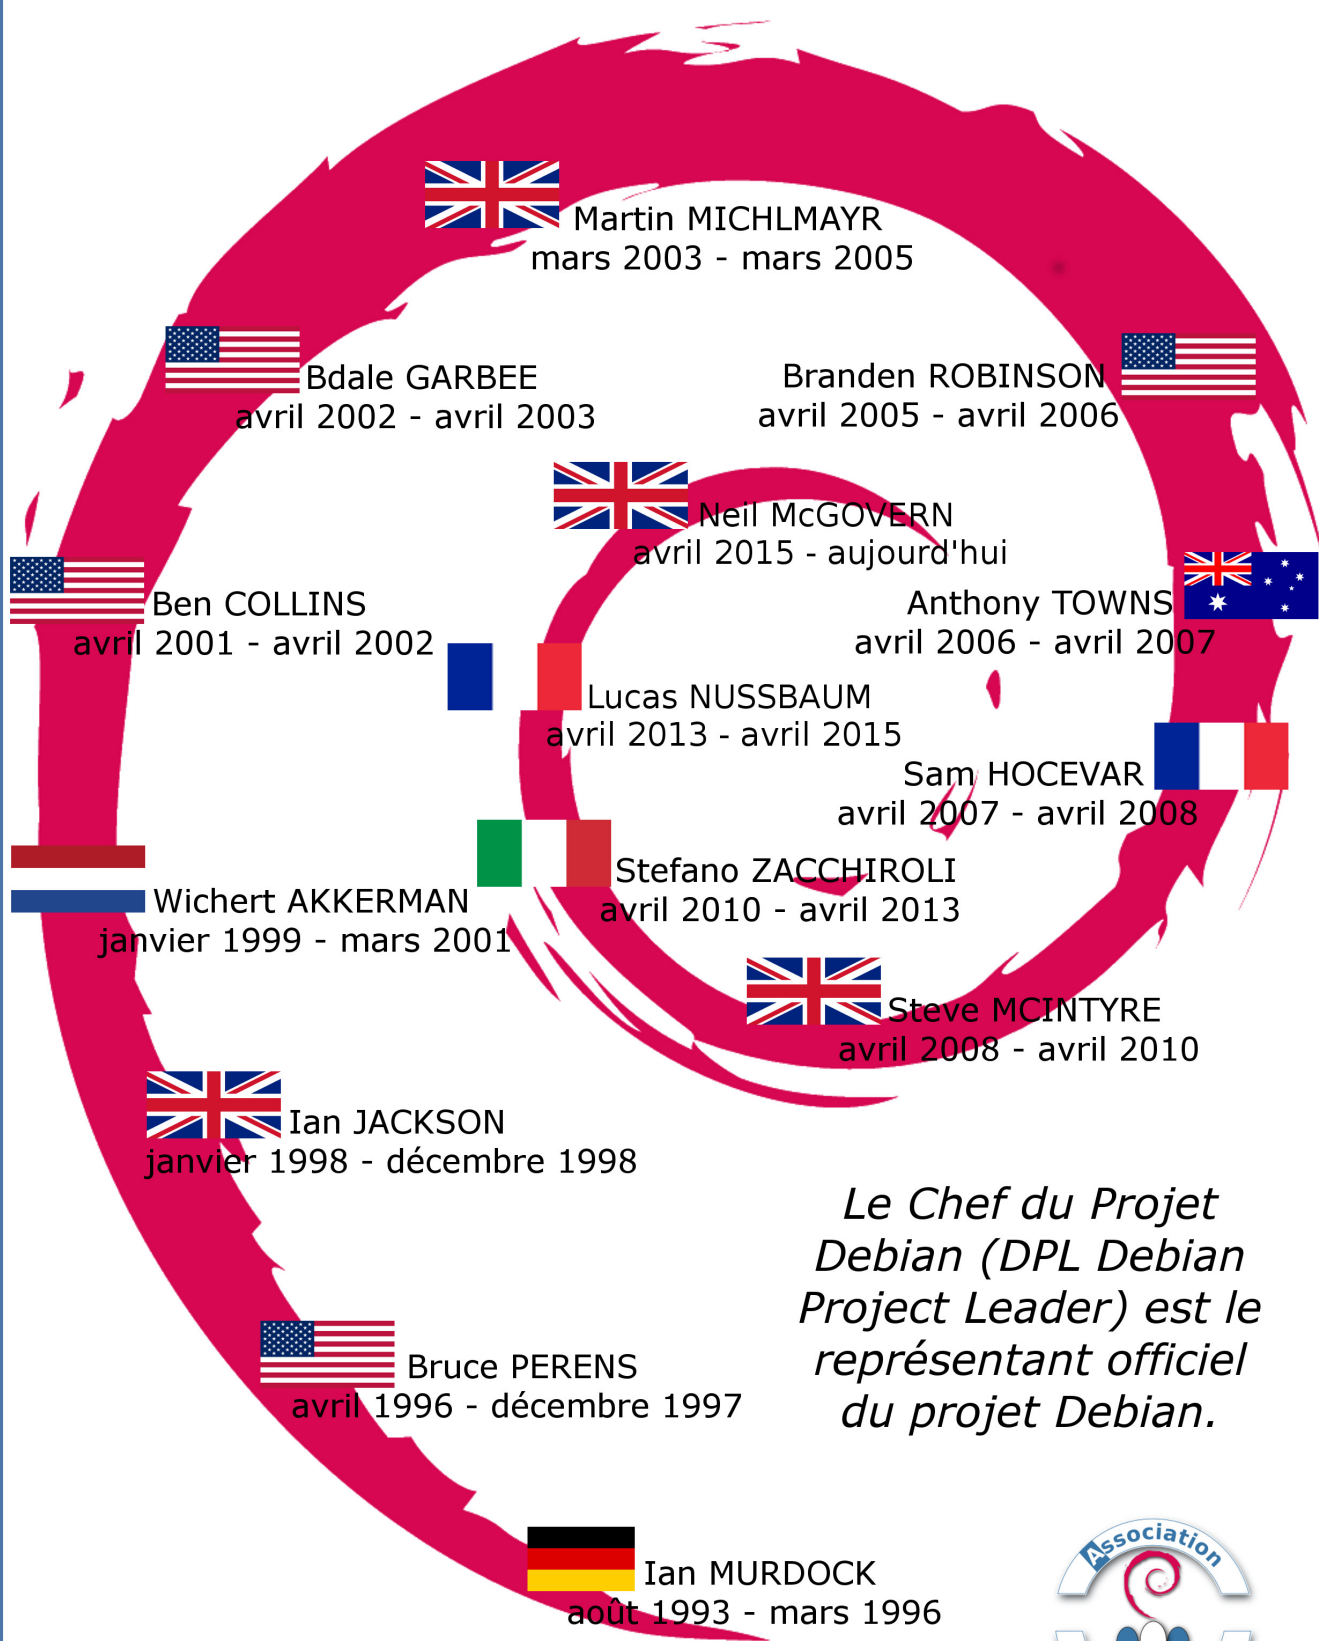 Martin MICHLMAYR
mars 2003 - mars 2005
Bdale GARBEE
avril 2002 - avril 2003
Branden ROBINSON
avril 2005 - avril 2006
Neil McGOVERN
avril 2015 - aujourd'hui
Ben COLLINS
avril 2001 - avril 2002
Anthony TOWNS
avril 2006 - avril 2007
Lucas NUSSBAUM
avril 2013 - avril 2015
Sam HOCEVAR
avril 2007 - avril 2008
Stefano ZACCHIROLI
avril 2010 - avril 2013
Wichert AKKERMAN
janvier 1999 - mars 2001
Steve MCINTYRE
avril 2008 - avril 2010
Ian JACKSON
janvier 1998 - décembre 1998
Le Chef du Projet
Debian (DPL Debian
Project Leader) est le
représentant officiel
du projet Debian.
Bruce PERENS
avril 1996 - décembre 1997
Association
Ian MURDOCK
août 1993 - mars 1996